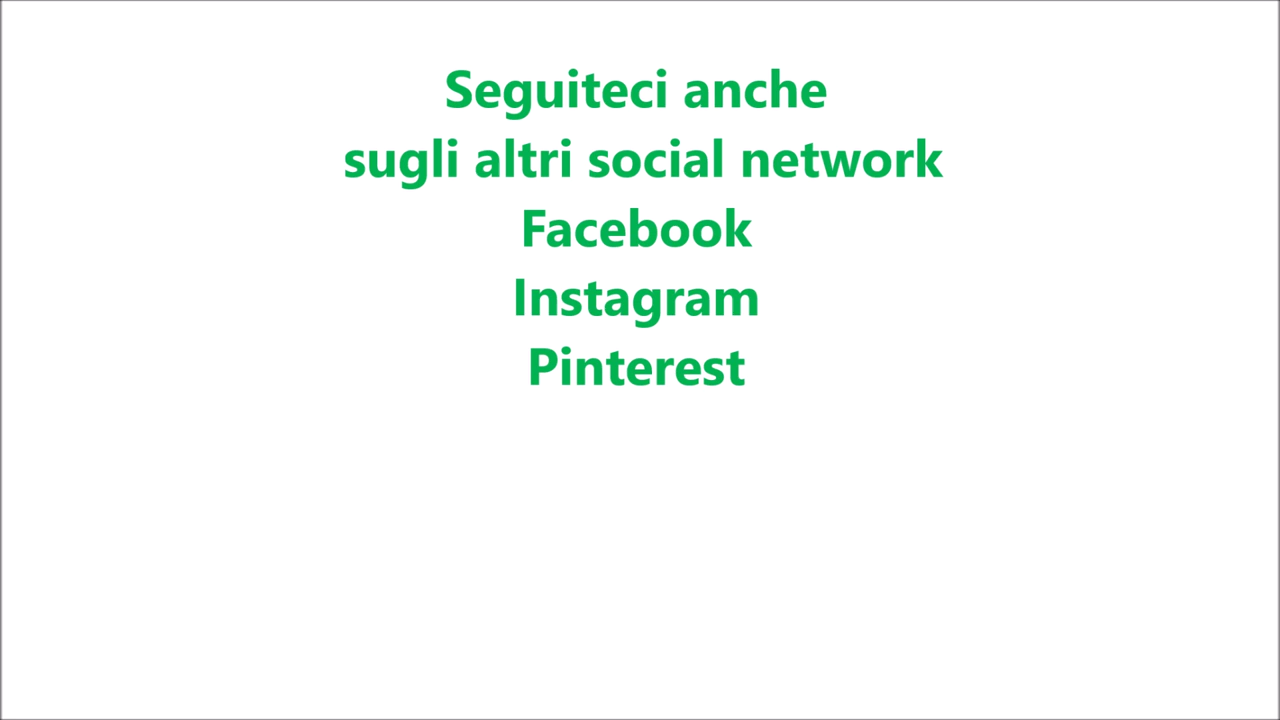 Seguiteci anche
sugli altri social network
Facebook
Instagram
Pinterest